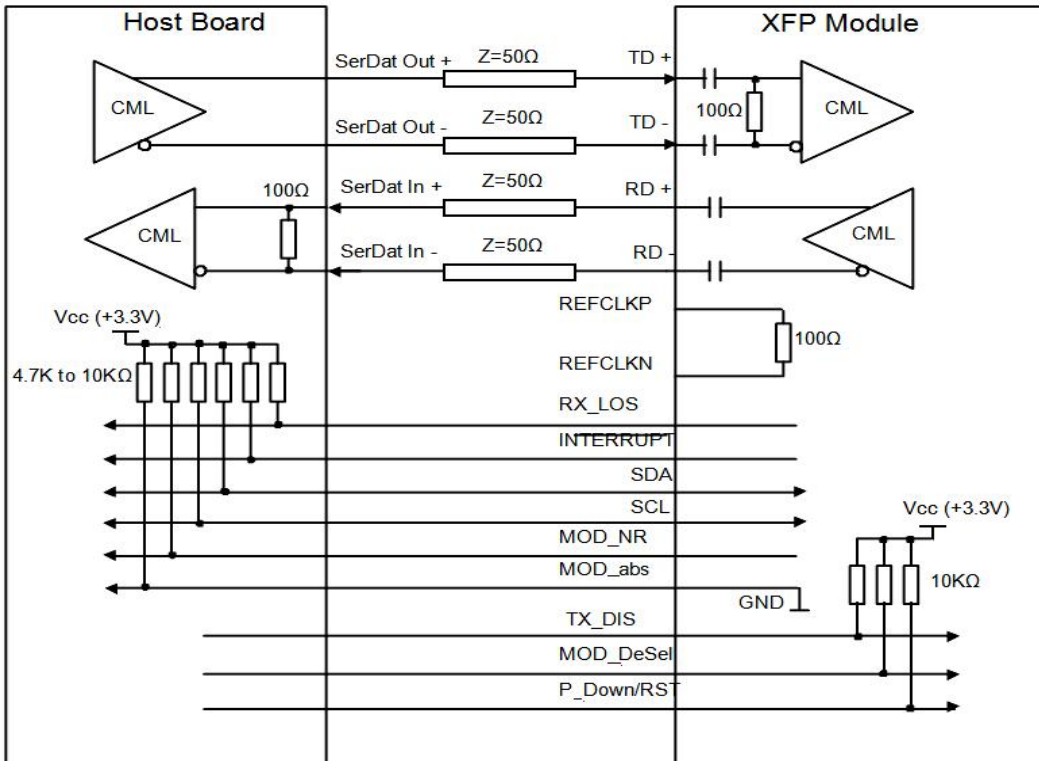 Host Board
XFP Module
SerDat Out +
Z=50Ω
TD +
CML
100Ω
CML
SerDat Out -
Z=50Ω
TD -
100Ω
SerDat In +
Z=50Ω
RD +
CML
CML
SerDat In -
Z=50Ω
RD -
Vcc (+3.3V)
REFCLKP
100Ω
4.7K to 10KΩ
REFCLKN
RX_LOS
INTERRUPT
SDA
SCL
Vcc (+3.3V)
MOD_NR
MOD_abs
10KΩ
GND
TX_DIS
MOD_DeSel
P_Down/RST